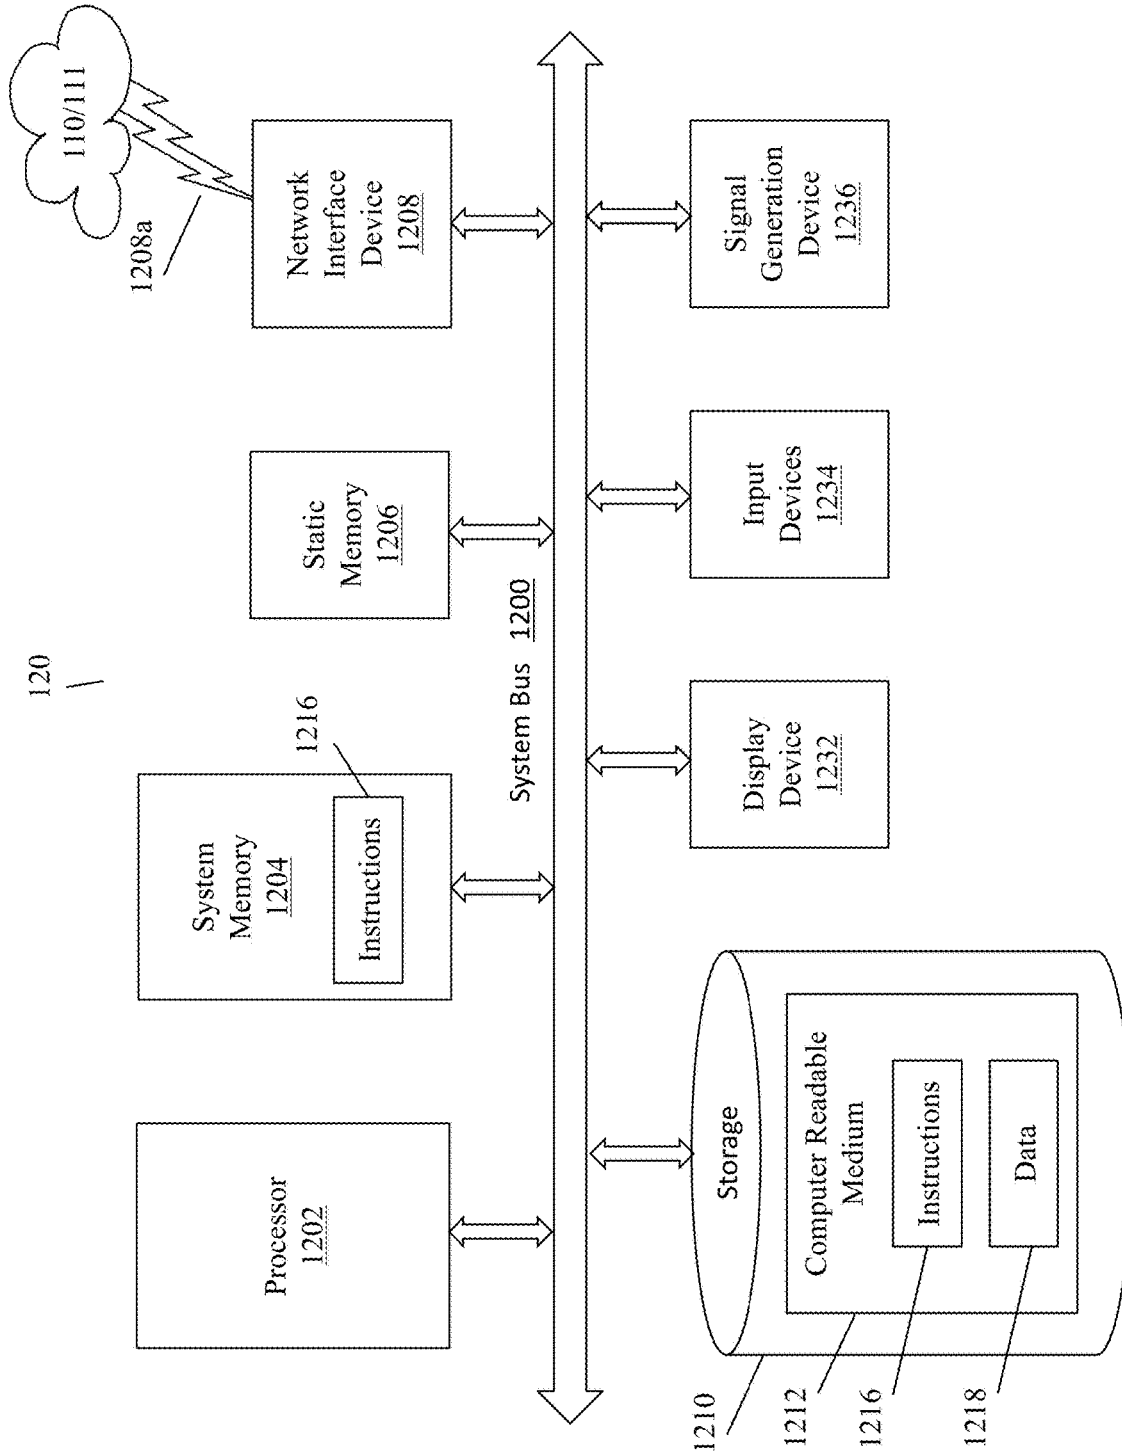 120
110/111
1208a
Processor
1202
System
Memory
1204
Instructions
1216
Static
Memory
1206
Network
Interface
Device
1208
System Bus 1200
Storage
Computer Readable
Medium
Instructions
Data
1210
1212
1216
1218
Display
Device
1232
Input
Devices
1234
Signal
Generation
Device
1236